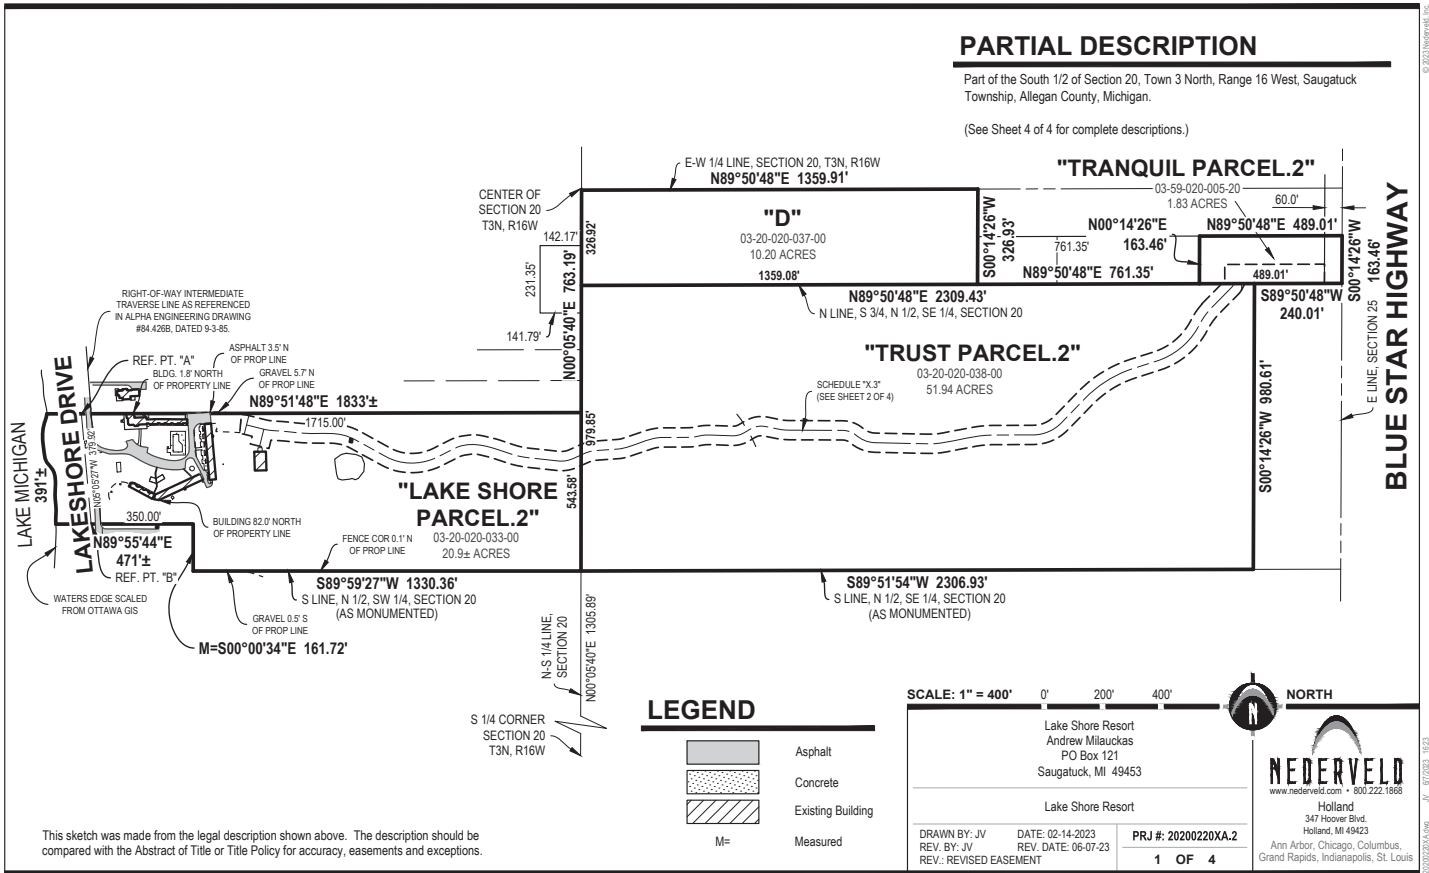 © 2023 Nederveld, Inc.
PARTIAL DESCRIPTION
Part of the South 1/2 of Section 20, Town 3 North, Range 16 West, Saugatuck
Township, Allegan County, Michigan.
(See Sheet 4 of 4 for complete descriptions.)
E-W 1/4 LINE, SECTION 20, T3N, R16W
N89°50'48"E 1359.91'
CENTER OF
SECTION 20
T3N, R16W
"D"
03-20-020-037-00
10.20 ACRES
1359.08'
326.92'
S00°14'26"W
326.93'
"TRANQUIL PARCEL.2"
03-59-020-005-20
1.83 ACRES
60.0'
N00°14'26"E
163.46'
N89°50'48"E 489.01'
761.35'
N89°50'48"E 761.35'
489.01'
S00°14'26"W
163.46'
S89°50'48"W
240.01'
BLUE STAR HIGHWAY
E LINE, SECTION 25
142.17'
231.35'
141.79'
N00°05'40"E 763.19'
N89°50'48"E 2309.43'
N LINE, S 3/4, N 1/2, SE 1/4, SECTION 20
"TRUST PARCEL.2"
03-20-020-038-00
51.94 ACRES
SCHEDULE "X.3"
(SEE SHEET 2 OF 4)
S00°14'26"W 980.61'
RIGHT-OF-WAY INTERMEDIATE
TRAVERSE LINE AS REFERENCED
IN ALPHA ENGINEERING DRAWING
#84.426B, DATED 9-3-85.
REF. PT. "A"
BLDG. 1.8' NORTH
OF PROPERTY LINE
ASPHALT 3.5' N
OF PROP LINE
GRAVEL 5.7' N
OF PROP LINE
N89°51'48"E 1833'±
1715.00'
979.85'
543.58'
LAKE MICHIGAN
391'±
LAKESHORE DRIVE
N05°05'27"W 379.92'
350.00'
N89°55'44"E
471'±
REF. PT. "B"
WATERS EDGE SCALED
FROM OTTAWA GIS
"LAKE SHORE
PARCEL.2"
03-20-020-033-00
20.9± ACRES
BUILDING 82.0' NORTH
OF PROPERTY LINE
FENCE COR 0.1' N
OF PROP LINE
S89°59'27"W 1330.36'
S LINE, N 1/2, SW 1/4, SECTION 20
(AS MONUMENTED)
GRAVEL 0.5' S
OF PROP LINE
M=S00°00'34"E 161.72'
S89°51'54"W 2306.93'
S LINE, N 1/2, SE 1/4, SECTION 20
(AS MONUMENTED)
N-S 1/4 LINE,
SECTION 20
N00°05'40"E 1305.89'
S 1/4 CORNER
SECTION 20
T3N, R16W
LEGEND
Asphalt
Concrete
Existing Building
M= Measured
This sketch was made from the legal description shown above. The description should be
compared with the Abstract of Title or Title Policy for accuracy, easements and exceptions.
SCALE: 1" = 400' 0' 200' 400'
N
NORTH
Lake Shore Resort
Andrew Milauckas
PO Box 121
Saugatuck, MI 49453
Lake Shore Resort
DRAWN BY: JV DATE: 02-14-2023
REV. BY: JV REV. DATE: 06-07-23
REV.: REVISED EASEMENT
PRJ #: 20200220XA.2
1 OF 4
NEDERVELD
www.nederveld.com • 800.222.1868
Holland
347 Hoover Blvd.
Holland, MI 49423
Ann Arbor, Chicago, Columbus,
Grand Rapids, Indianapolis, St. Louis
20200220XA.dwg JV 6/7/2023 16:23